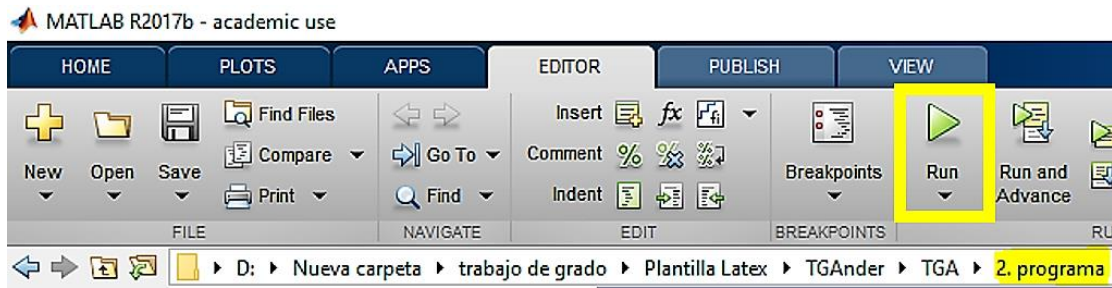 MATLAB R2017b - academic use
HOME PLOTS APPS EDITOR PUBLISH VIEW
Find Files Insert fx
New Open Save Compare Go To Comment Breakpoints Run Run and Advance
Print Find Indent
FILE NAVIGATE EDIT BREAKPOINTS RU
D: Nueva carpeta trabajo de grado Plantilla Latex TGAnder TGA 2. programa